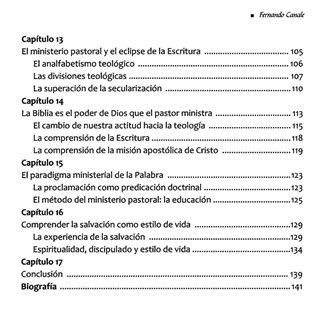 ■ Fernando Canale
Capítulo 13
El ministerio pastoral y el eclipse de la Escritura ........................... 105
El analfabetismo teológico ........................................ 106
Las divisiones teológicas ........................................... 107
La superación de la secularización .................................110
Capítulo 14
La Biblia es el poder de Dios que el pastor ministra ....................... 113
El cambio de nuestra actitud hacia la teología ........................ 115
La comprensión de la Escritura ......................................118
La comprensión de la misión apostólica de Cristo .................... 119
Capítulo 15
El paradigma ministerial de la Palabra ....................................123
La proclamación como predicación doctrinal .........................123
El método del ministerio pastoral: la educación .....................125
Capítulo 16
Comprender la salvación como estilo de vida ............................129
La experiencia de la salvación .......................................129
Espiritualidad, discipulado y estilo de vida ..........................134
Capítulo 17
Conclusión ................................................................ 139
Biografía ..................................................................141